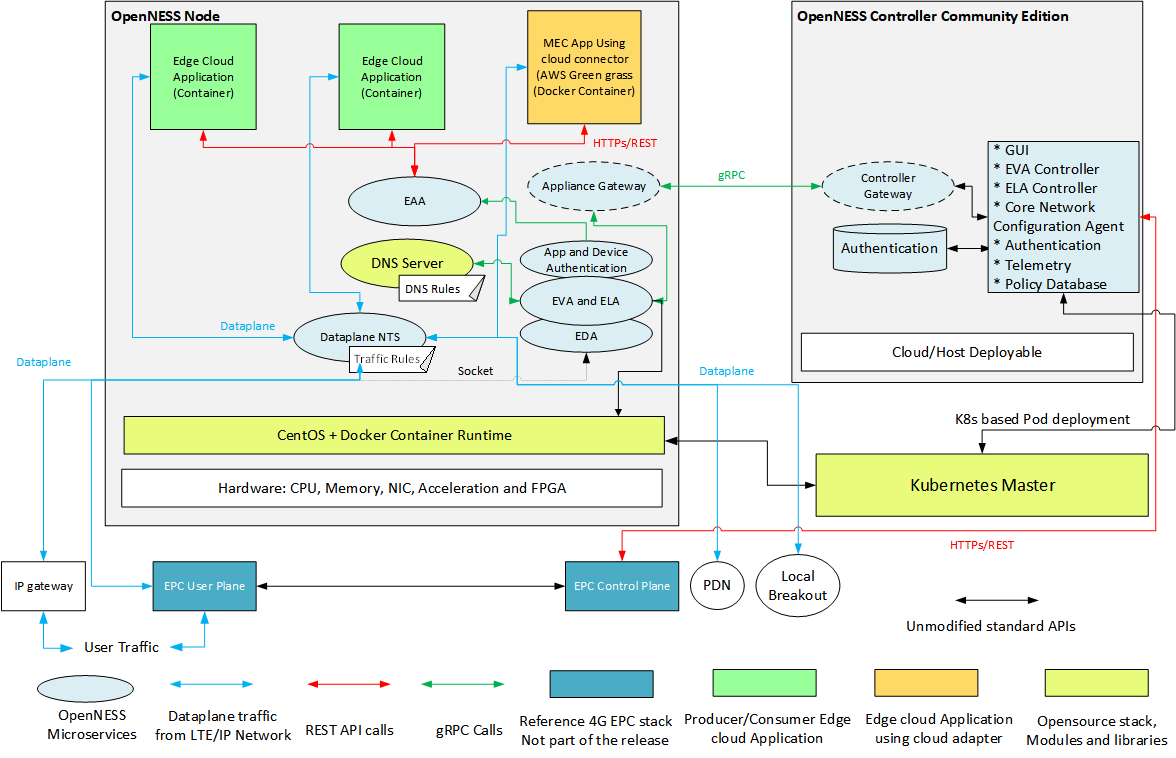 OpenNESS Node
OpenNESS Controller Community Edition
Edge Cloud
Application
(Container)
Edge Cloud
Application
(Container)
MEC App Using
cloud connector
(AWS Green grass
(Docker Container)
HTTPs/REST
EAA
Appliance Gateway
gRPC
Controller
Gateway
Authentication
* GUI
* EVA Controller
* ELA Controller
* Core Network
Configuration Agent
* Authentication
* Telemetry
* Policy Database
DNS Server
DNS Rules
App and Device
Authentication
EVA and ELA
EDA
Dataplane
Dataplane NTS
Traffic Rules
Cloud/Host Deployable
Dataplane
Socket
Dataplane
CentOS + Docker Container Runtime
K8s based Pod deployment
Hardware: CPU, Memory, NIC, Acceleration and FPGA
Kubernetes Master
HTTPs/REST
IP gateway
EPC User Plane
EPC Control Plane
PDN
Local
Breakout
Unmodified standard APIs
User Traffic
OpenNESS
Microservices
Dataplane traffic
from LTE/IP Network
REST API calls
gRPC Calls
Reference 4G EPC stack
Not part of the release
Producer/Consumer Edge
cloud Application
Edge cloud Application
using cloud adapter
Opensource stack,
Modules and libraries